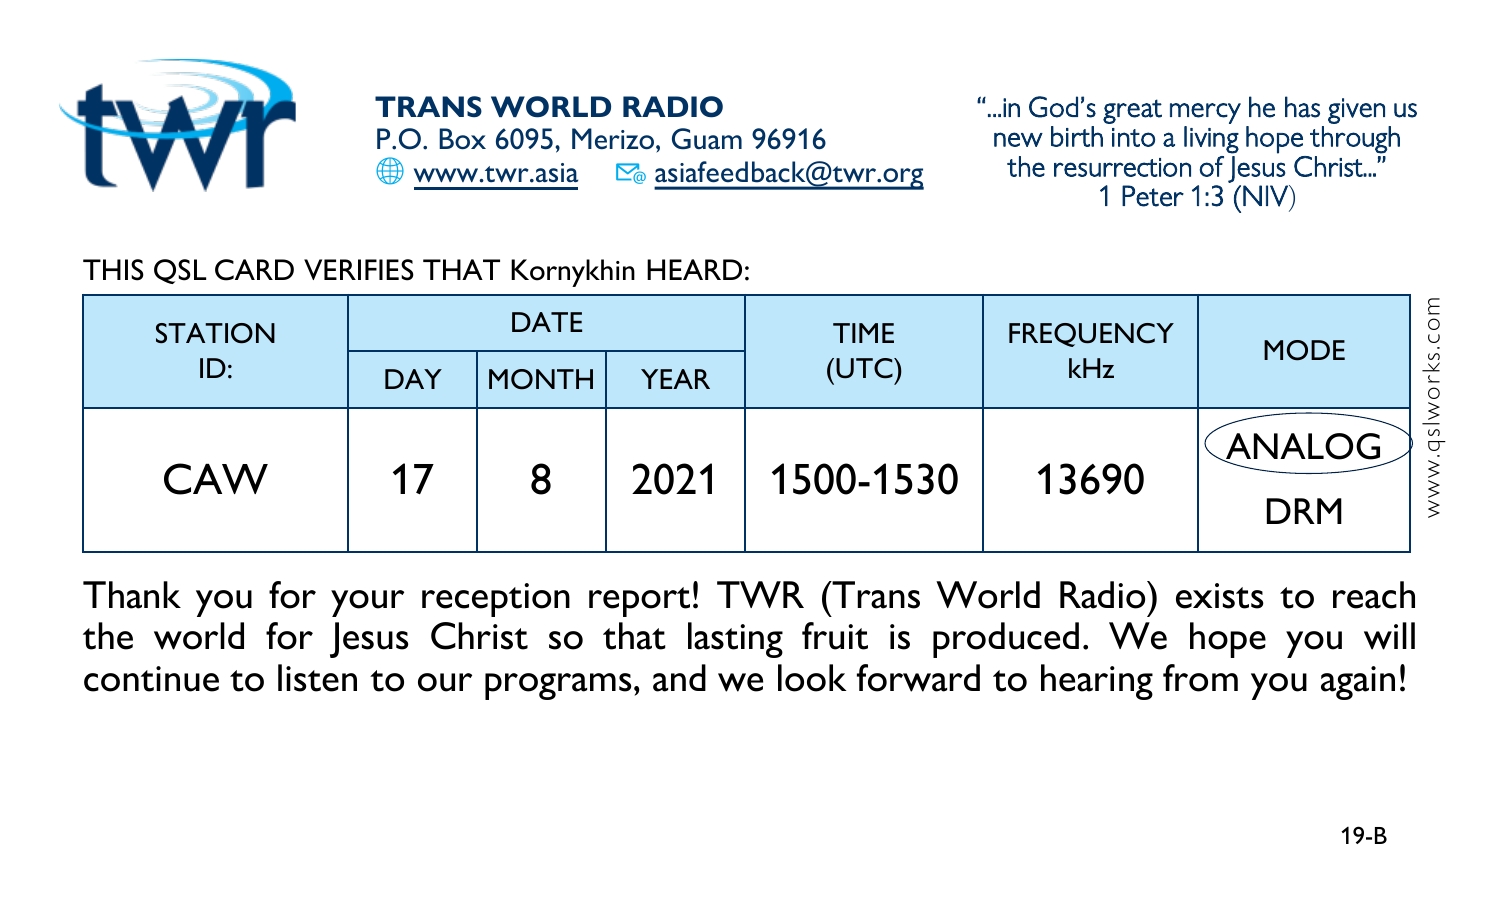 twr
TRANS WORLD RADIO
P.O. Box 6095, Merizo, Guam 96916
www.twr.asia asiafeedback@twr.org
“...in God’s great mercy he has given us
new birth into a living hope through
the resurrection of Jesus Christ...”
1 Peter 1:3 (NIV)
THIS QSL CARD VERIFIES THAT Kornykhin HEARD:
STATION
ID:
DATE
DAY MONTH YEAR
TIME
(UTC)
FREQUENCY
kHz
MODE
CAW 17 8 2021 1500-1530 13690
ANALOG
DRM
www.qslworks.com
Thank you for your reception report! TWR (Trans World Radio) exists to reach
the world for Jesus Christ so that lasting fruit is produced. We hope you will
continue to listen to our programs, and we look forward to hearing from you again!
19-B